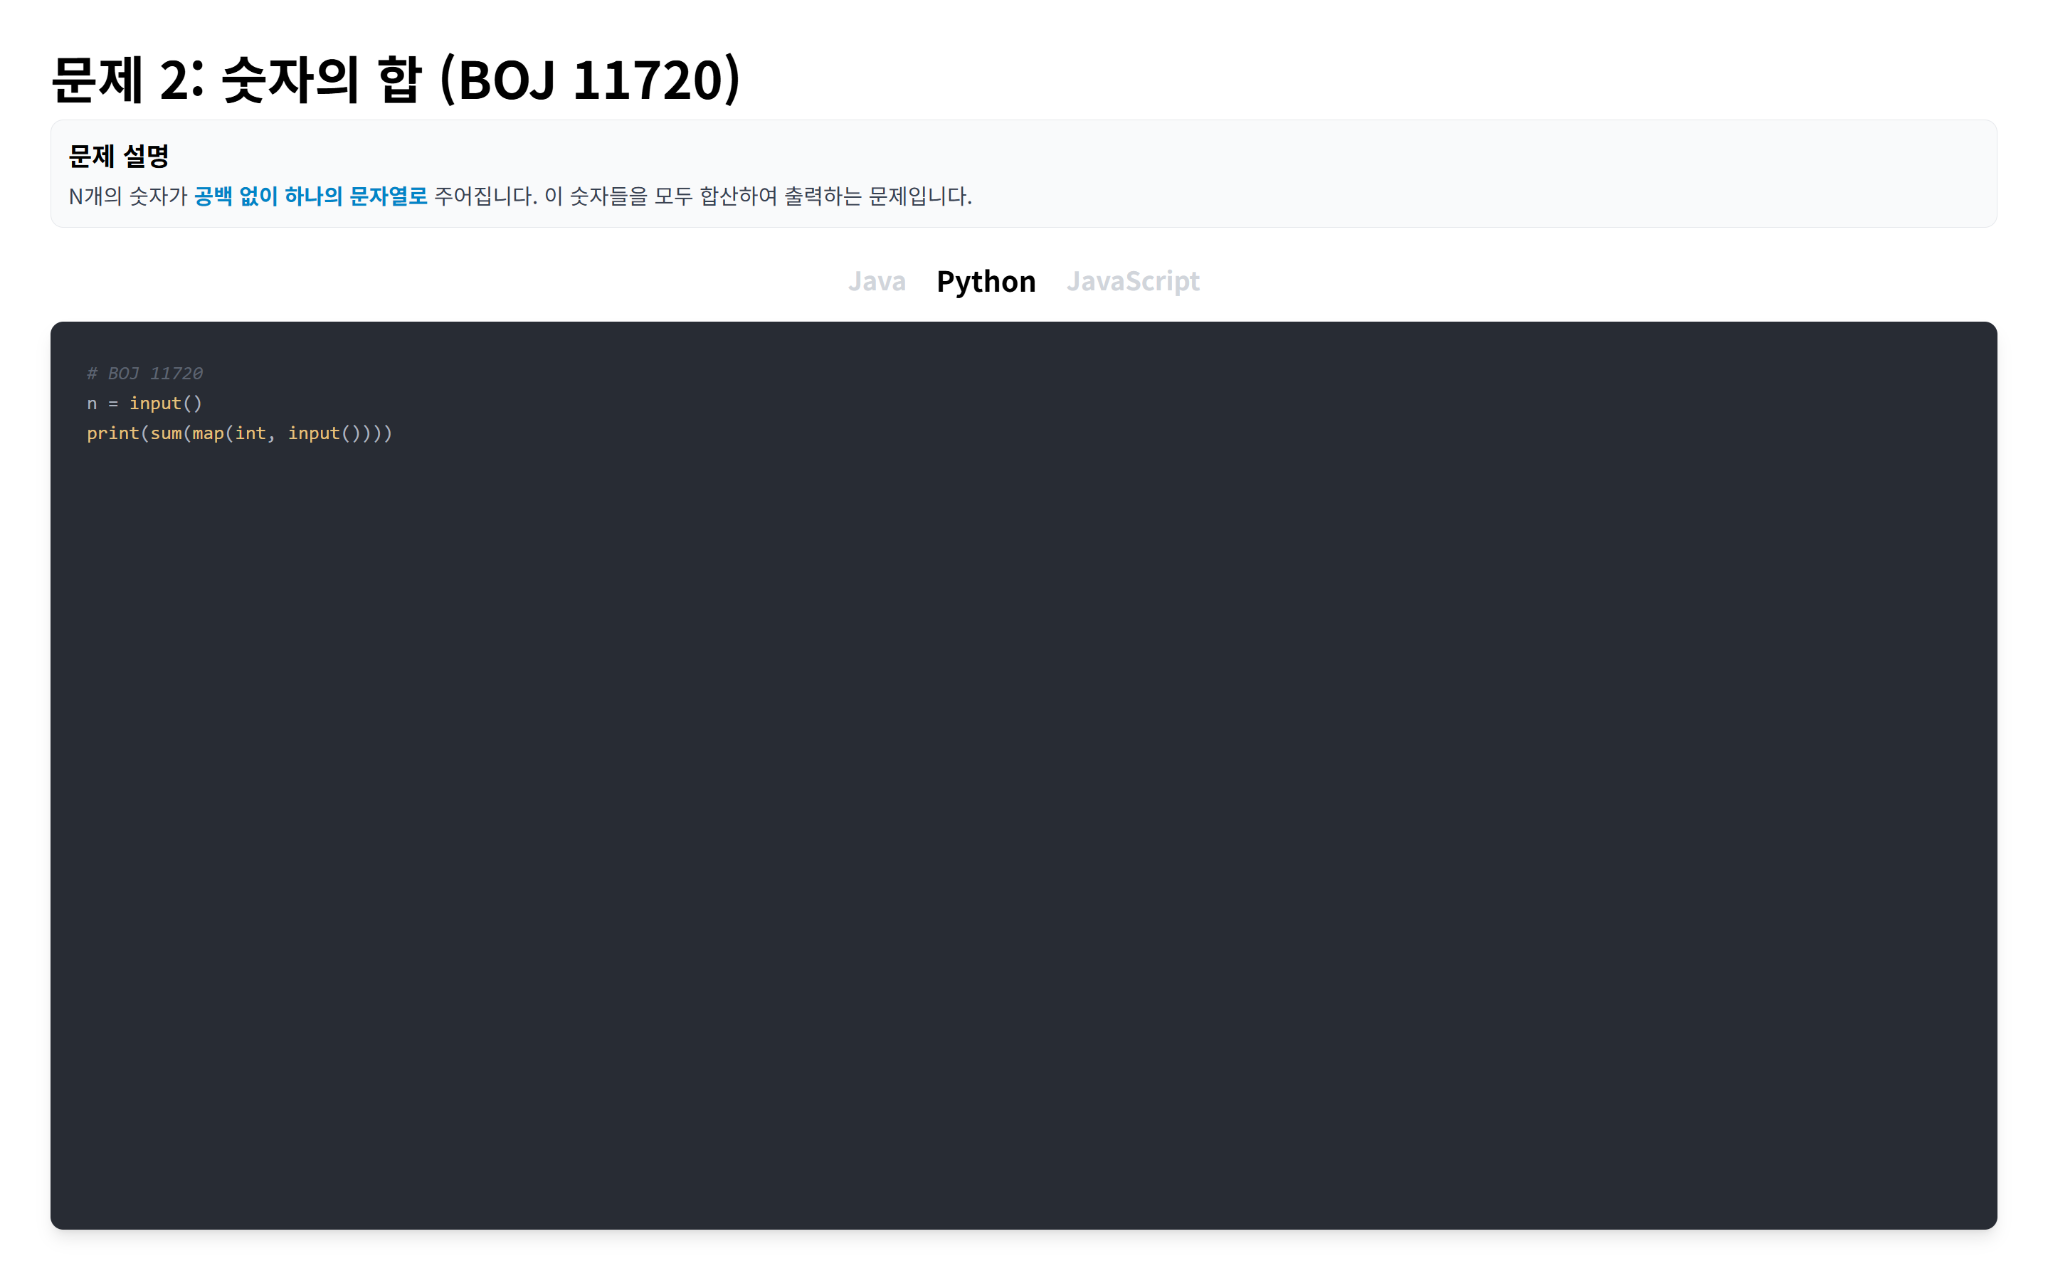 문제 2: 숫자의 합 (BOJ 11720)
문제 설명
N개의 숫자가 공백 없이 하나의 문자열로 주어집니다. 이 숫자들을 모두 합산하여 출력하는 문제입니다.
Java Python JavaScript
# BOJ 11720
n = input()
print(sum(map(int, input())))